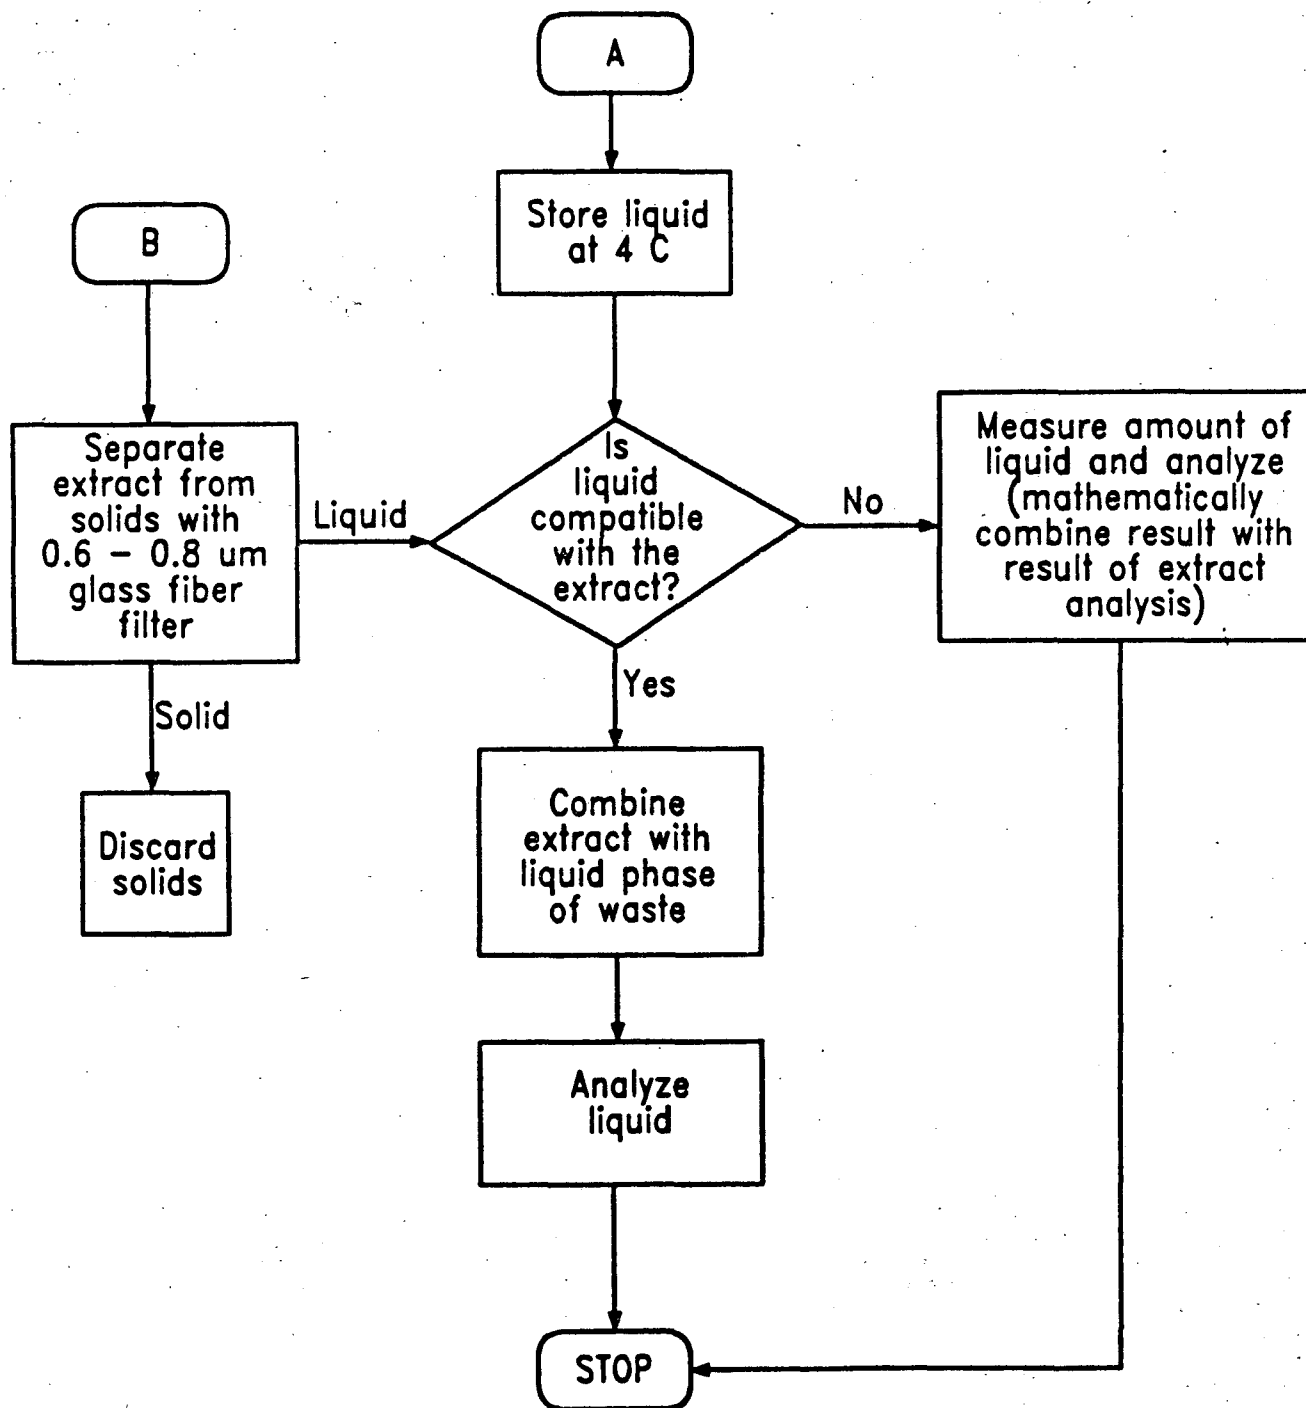 A
Store liquid
at 4 C
B
Separate
extract from
solids with
0.6 – 0.8 um
glass fiber
filter
Liquid
Is
liquid
compatible
with the
extract?
No
Measure amount of
liquid and analyze
(mathematically
combine result with
result of extract
analysis)
Solid
Yes
Discard
solids
Combine
extract with
liquid phase
of waste
Analyze
liquid
STOP